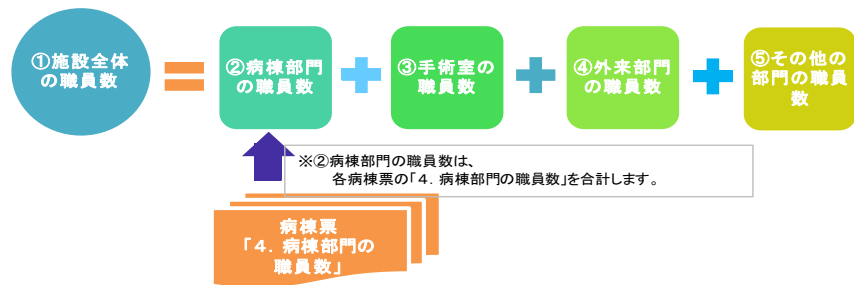 ①施設全体
の職員数
②病棟部門
の職員数
③手術室の
職員数
④外来部門
の職員数
⑤その他の
部門の職員
数
※②病棟部門の職員数は、
各病棟票の「４．病棟部門の職員数」を合計します。
病棟票
「４．病棟部門の
職員数」